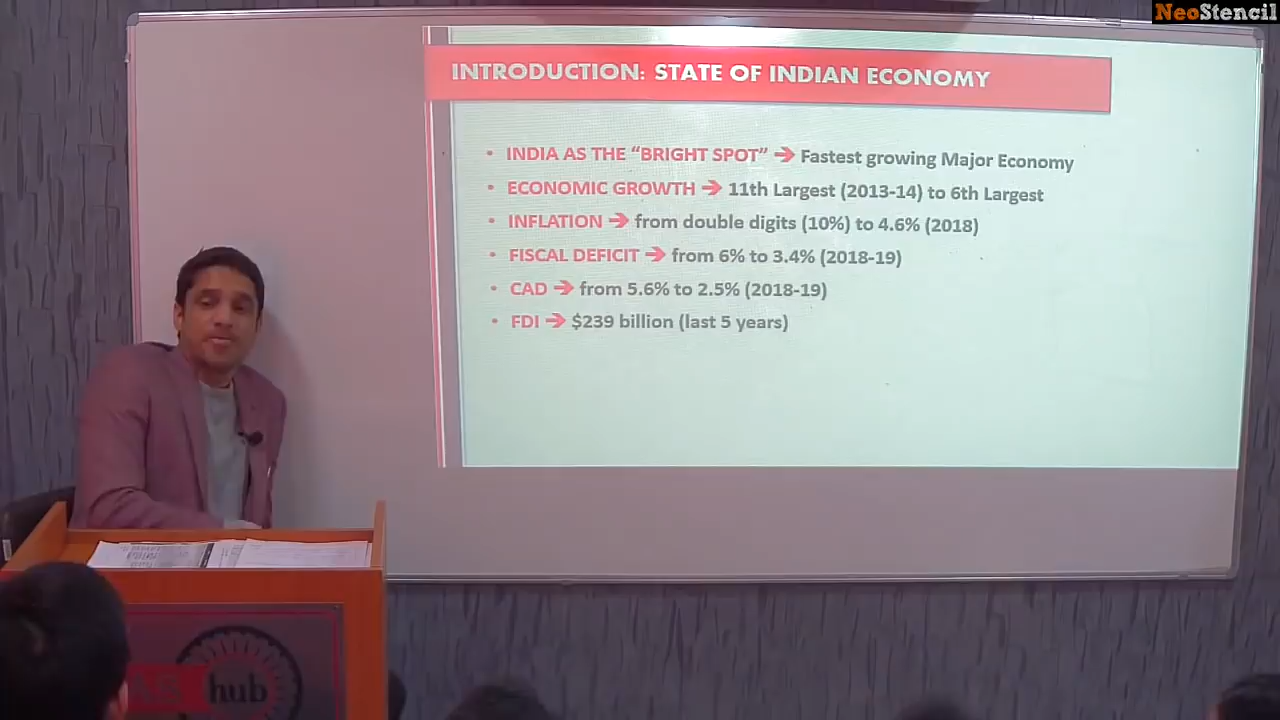 NeoStencil
INTRODUCTION: STATE OF INDIAN ECONOMY
• INDIA AS THE “BRIGHT SPOT” ➔ Fastest growing Major Economy
• ECONOMIC GROWTH ➔ 11th Largest (2013-14) to 6th Largest
• INFLATION ➔ from double digits (10%) to 4.6% (2018)
• FISCAL DEFICIT ➔ from 6% to 3.4% (2018-19)
• CAD ➔ from 5.6% to 2.5% (2018-19)
• FDI ➔ $239 billion (last 5 years)
AS hub